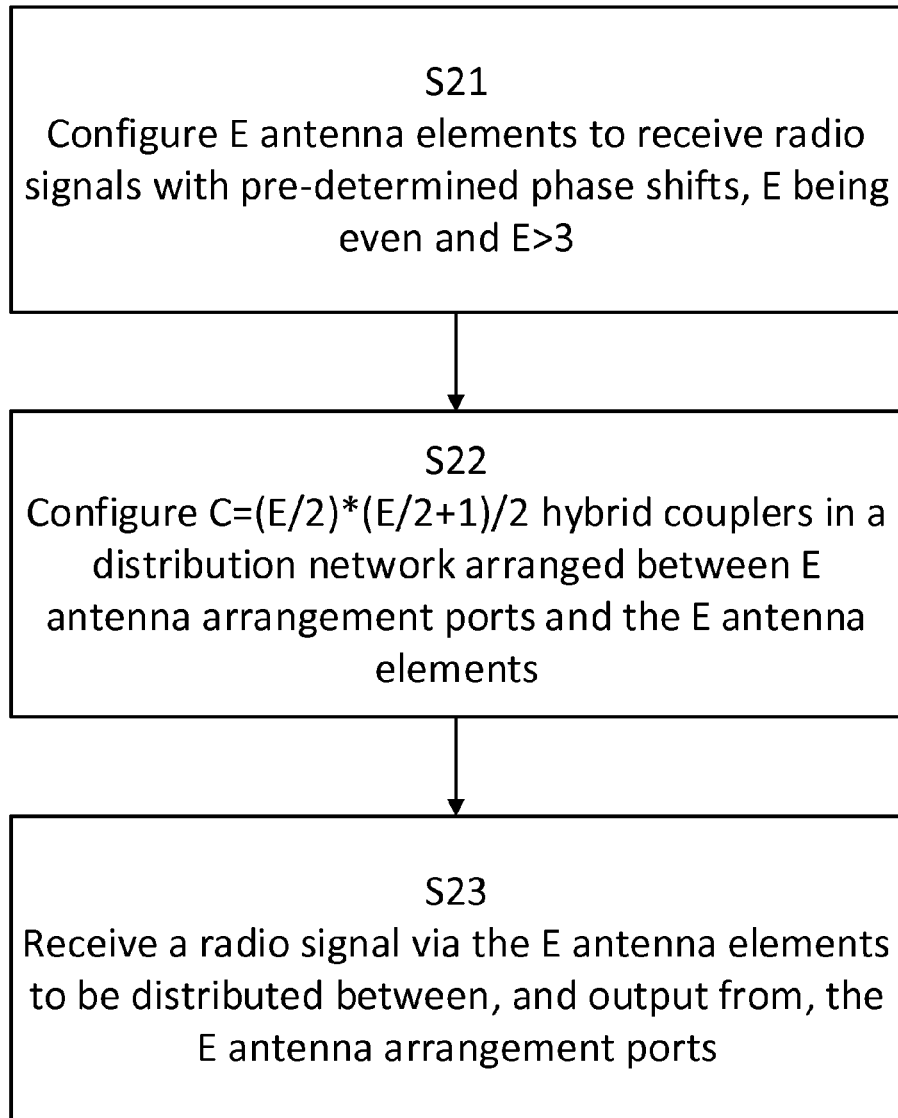 S21
Configure E antenna elements to receive radio
signals with pre-determined phase shifts, E being
even and E>3
S22
Configure C=(E/2)*(E/2+1)/2 hybrid couplers in a
distribution network arranged between E
antenna arrangement ports and the E antenna
elements
S23
Receive a radio signal via the E antenna elements
to be distributed between, and output from, the
E antenna arrangement ports